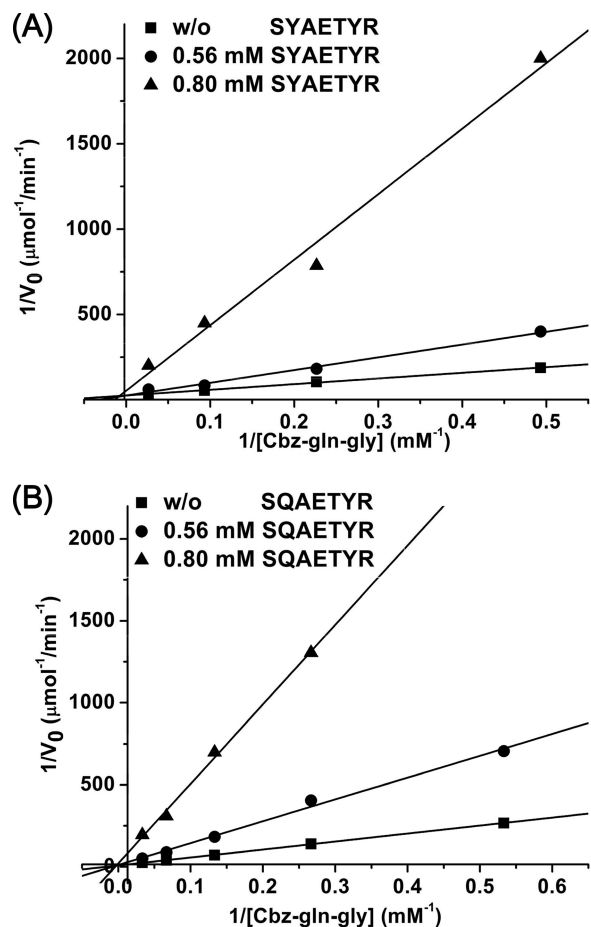 (A)
w/o SYAETYR
0.56 mM SYAETYR
0.80 mM SYAETYR
2000
1500
1000
500
0
1/V0 (μmol-1/min-1)
0.0 0.1 0.2 0.3 0.4 0.5
1/[Cbz-gln-gly] (mM-1)
(B)
w/o SQAETYR
0.56 mM SQAETYR
0.80 mM SQAETYR
2000
1500
1000
500
0
1/V0 (μmol-1/min-1)
0.0 0.1 0.2 0.3 0.4 0.5 0.6
1/[Cbz-gln-gly] (mM-1)